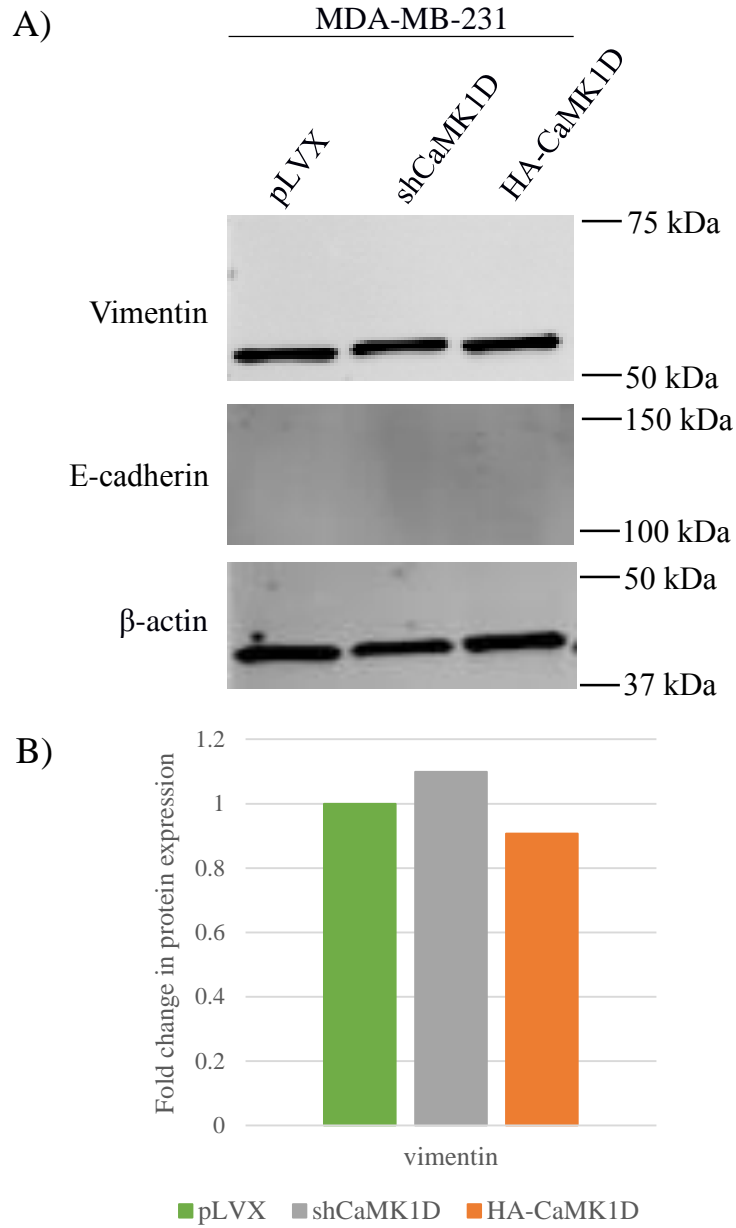 A)
MDA-MB-231
pLVX
shCaMK1D
HA-CaMK1D
75 kDa
Vimentin
50 kDa
150 kDa
E-cadherin
100 kDa
50 kDa
β-actin
37 kDa
B)
Fold change in protein expression
1.2
1
0.8
0.6
0.4
0.2
0
vimentin
pLVX shCaMK1D HA-CaMK1D